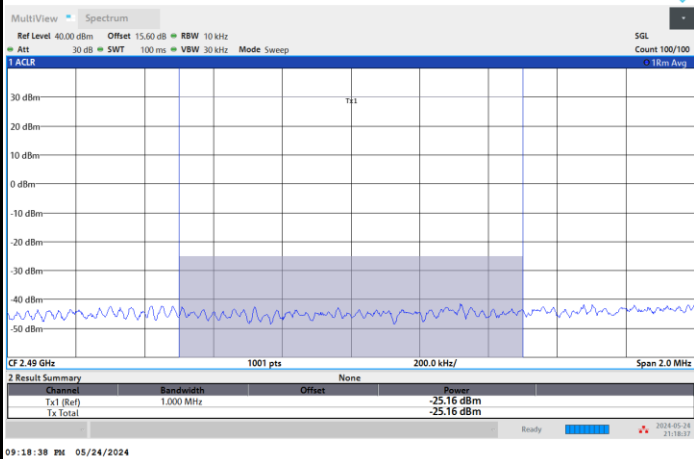 MultiView Spectrum
Ref Level 40.00 dBm Offset 15.60 dB RBW 10 kHz SGL
Att 30 dB SWT 100 ms VBW 30 kHz Mode Sweep Count 100/100
1 ACLR 1Rm Avg
30 dBm
Tx1
20 dBm
10 dBm
0 dBm
-10 dBm
-20 dBm
-30 dBm
-40 dBm
-50 dBm
CF 2.49 GHz 1001 pts 200.0 kHz/ Span 2.0 MHz
2 Result Summary None
Channel Bandwidth Offset Power
Tx1 (Ref) 1.000 MHz -25.16 dBm
Tx Total -25.16 dBm
Ready 2024-05-24
21:18:37
09:18:38 PM 05/24/2024